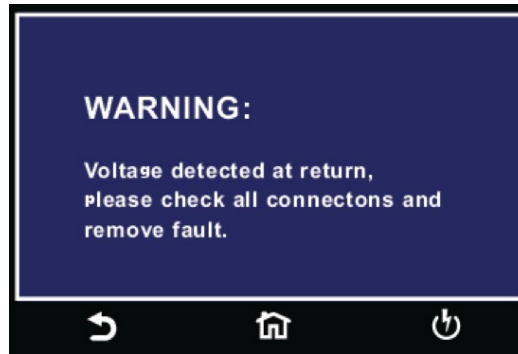 WARNING:
Voltage detected at return,
please check all connectons and
remove fault.